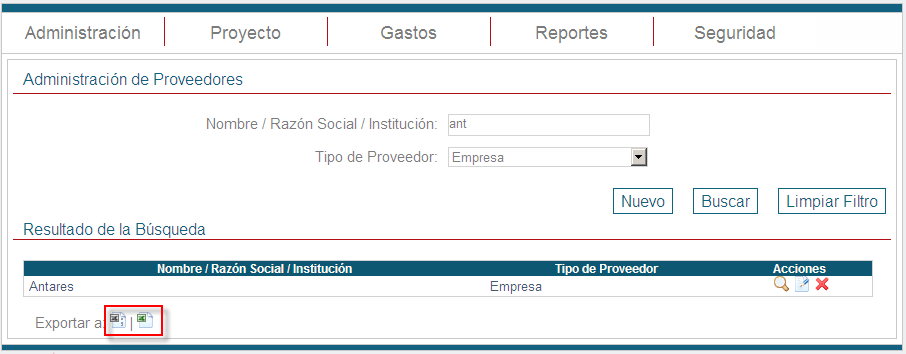 Administración Proyecto Gastos Reportes Seguridad
Administración de Proveedores
Nombre / Razón Social / Institución: ant
Tipo de Proveedor: Empresa
Nuevo Buscar Limpiar Filtro
Resultado de la Búsqueda
Nombre / Razón Social / Institución Tipo de Proveedor Acciones
Antares Empresa
Exportar a: |